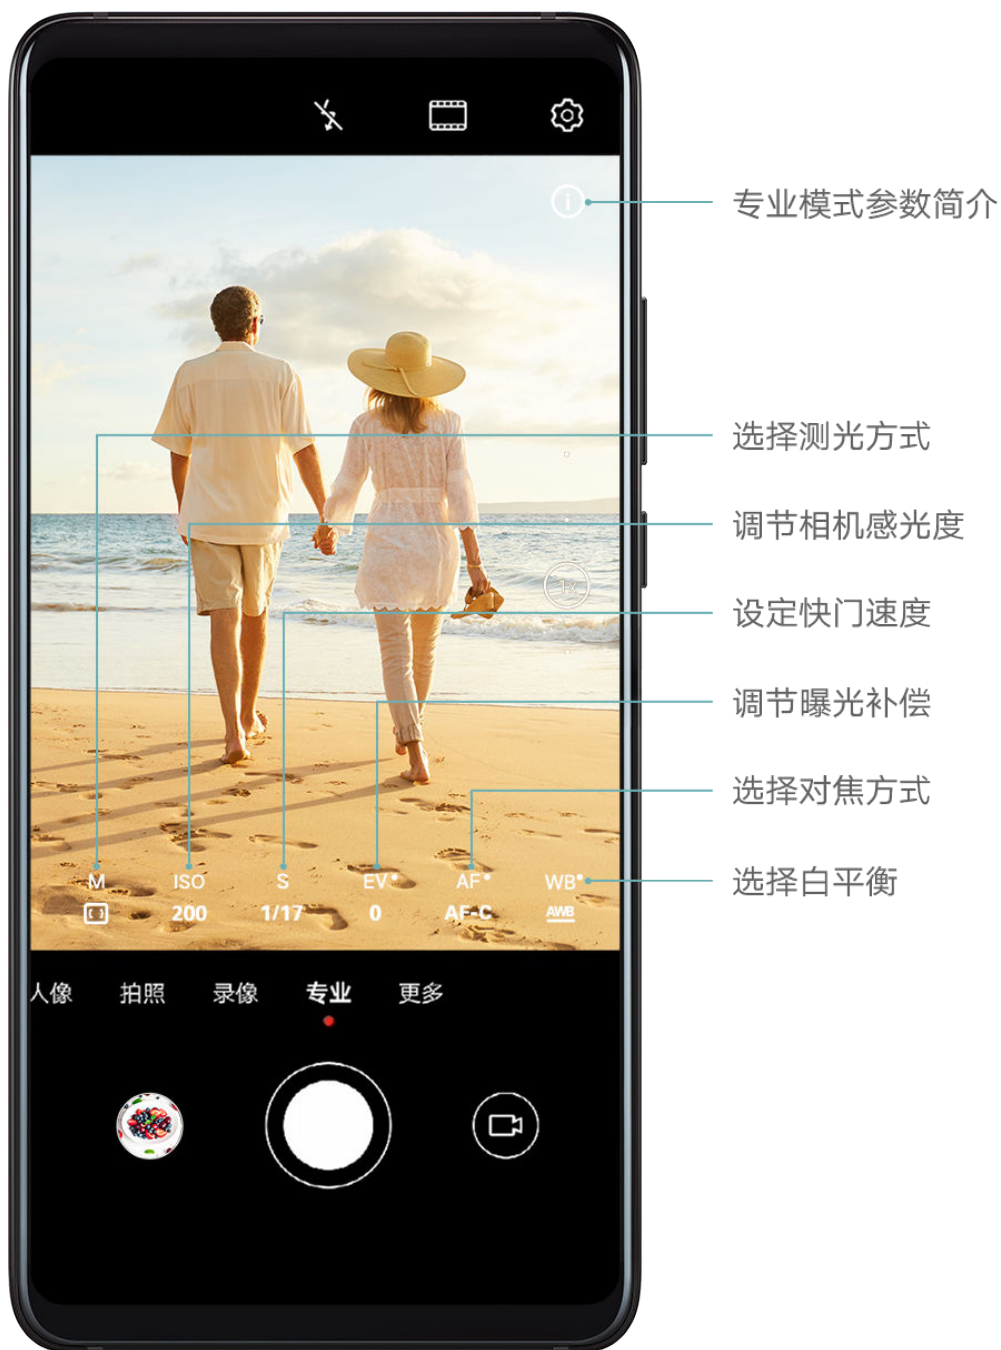 专业模式参数简介
选择测光方式
调节相机感光度
1x
设定快门速度
调节曝光补偿
选择对焦方式
M ISO S EV AF WB
选择白平衡
200 1/17 0 AF-C AWB
人像 拍照 录像 专业 更多